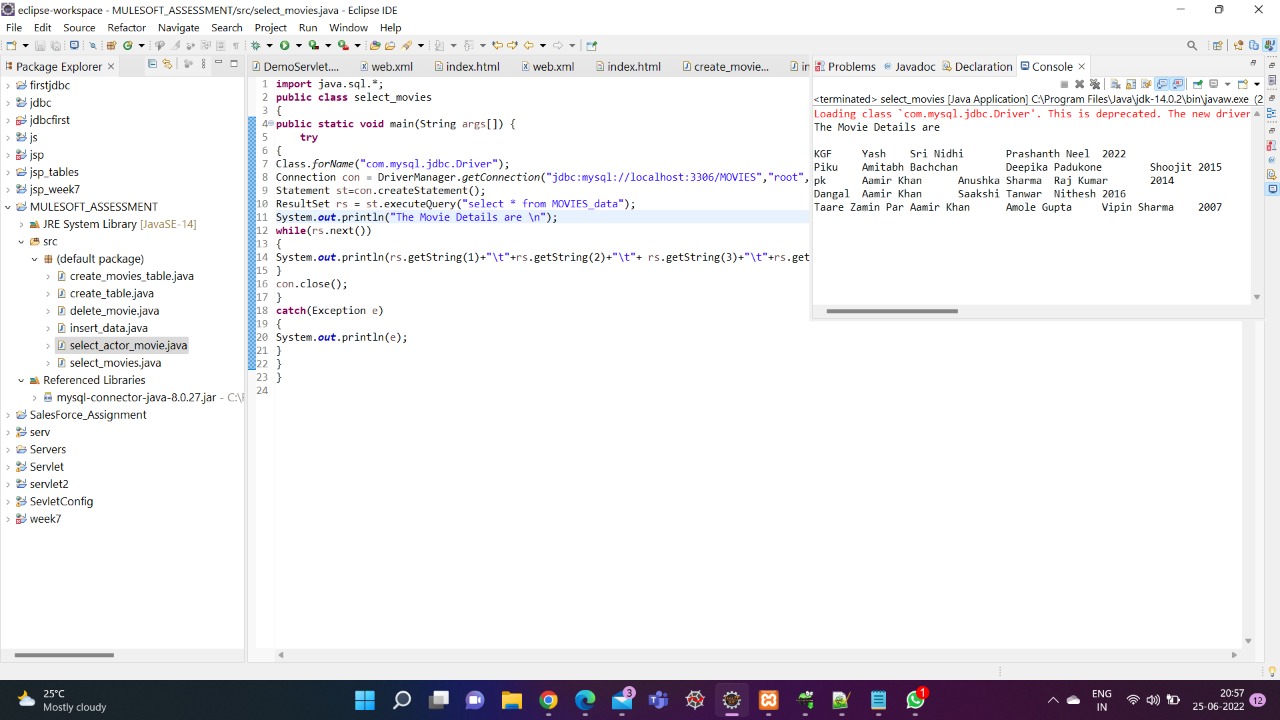 eclipse-workspace - MULESOFT_ASSESSMENT/src/select_movies.java - Eclipse IDE
File Edit Source Refactor Navigate Search Project Run Window Help
Package Explorer
firstjdbc
jdbc
jdbcfirst
js
jsp
jsp_tables
jsp_week7
MULESOFT_ASSESSMENT
JRE System Library [JavaSE-14]
src
(default package)
create_movies_table.java
create_table.java
delete_movie.java
insert_data.java
select_actor_movie.java
select_movies.java
Referenced Libraries
mysql-connector-java-8.0.27.jar - C:\
SalesForce_Assignment
serv
Servers
Servlet
servlet2
SevletConfig
week7
DemoServlet.... web.xml index.html web.xml index.html create_movie... in
1 import java.sql.*;
2 public class select_movies
3 {
4 public static void main(String args[]) {
5 try
6 {
7 Class.forName("com.mysql.jdbc.Driver");
8 Connection con = DriverManager.getConnection("jdbc:mysql://localhost:3306/MOVIES","root",
9 Statement st=con.createStatement();
10 ResultSet rs = st.executeQuery("select * from MOVIES_data");
11 System.out.println("The Movie Details are \n");
12 while(rs.next())
13 {
14 System.out.println(rs.getString(1)+"\t"+rs.getString(2)+"\t"+ rs.getString(3)+"\t"+rs.get
15 }
16 con.close();
17 }
18 catch(Exception e)
19 {
20 System.out.println(e);
21 }
22 }
23 }
24
Problems Javadoc Declaration Console
<terminated> select_movies [Java Application] C:\Program Files\Java\jdk-14.0.2\bin\javaw.exe (2
Loading class `com.mysql.jdbc.Driver'. This is deprecated. The new driver
The Movie Details are
KGF Yash Sri Nidhi Prashanth Neel 2022
Piku Amitabh Bachchan Deepika Padukone Shoojit 2015
pk Aamir Khan Anushka Sharma Raj Kumar 2014
Dangal Aamir Khan Saakshi Tanwar Nithesh 2016
Taare Zamin Par Aamir Khan Amole Gupta Vipin Sharma 2007
25°C
Mostly cloudy
3
1
ENG
IN
20:57
25-06-2022
12